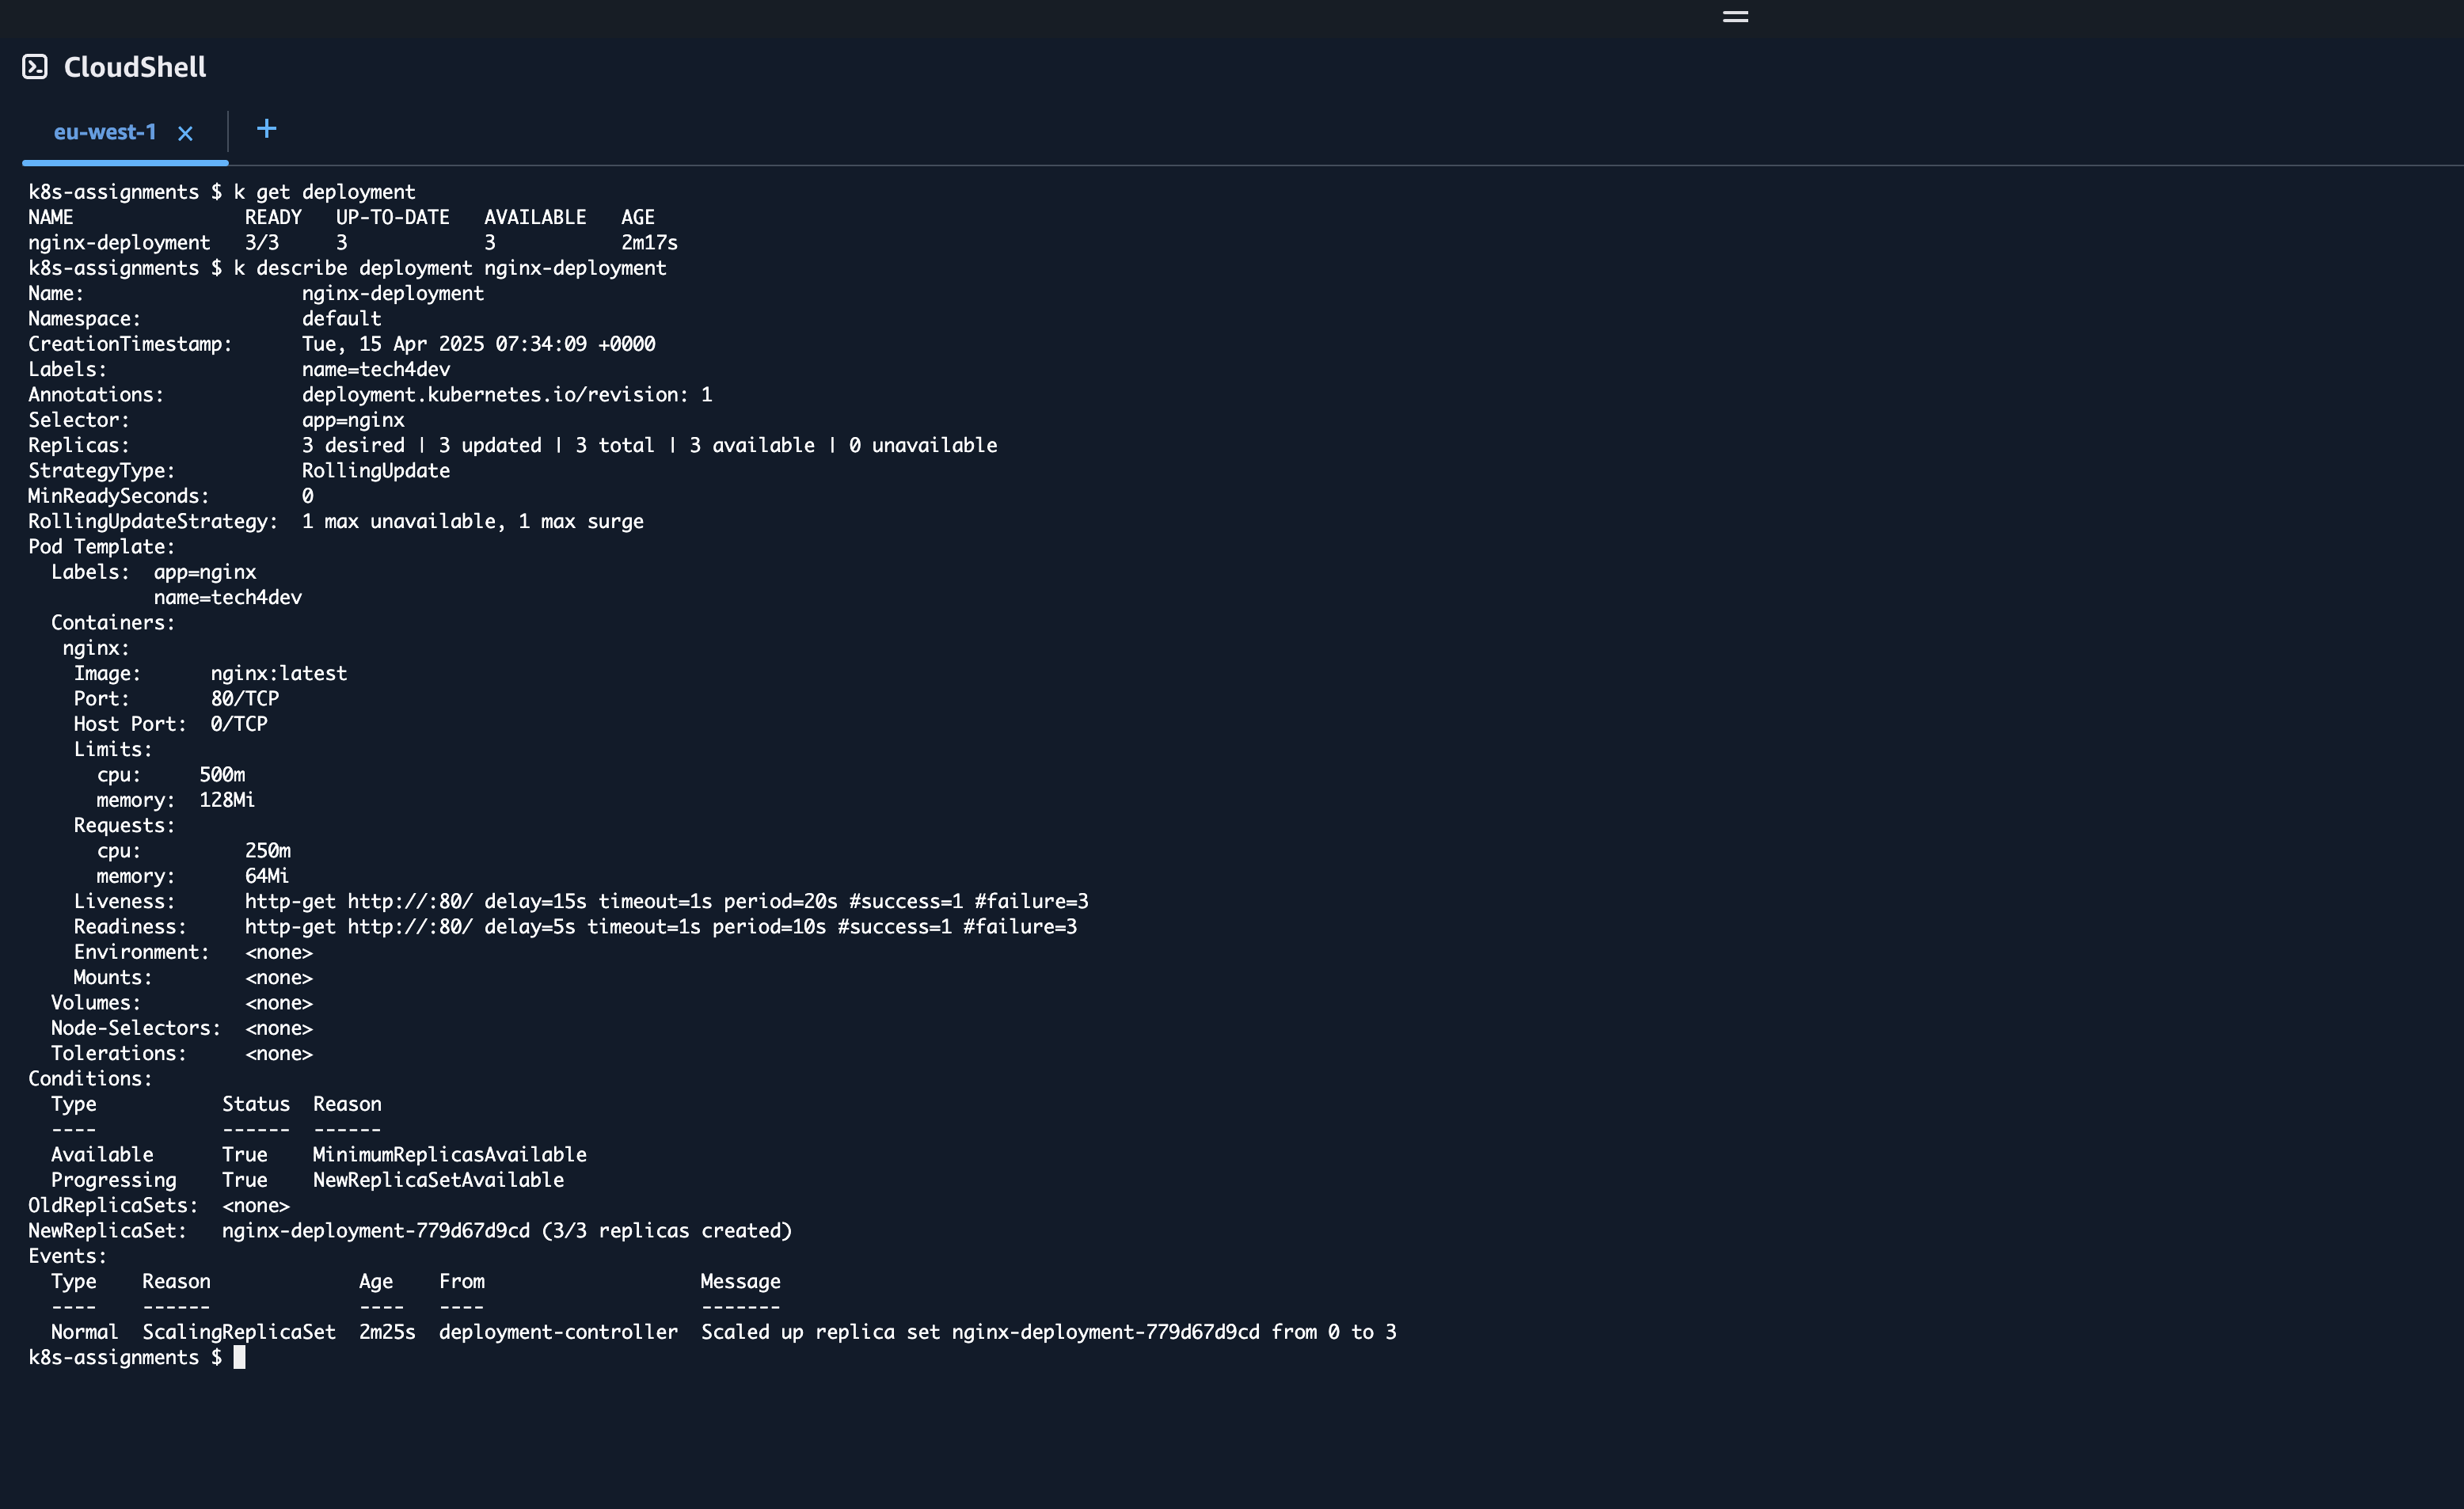 CloudShell
eu-west-1
k8s-assignments $ k get deployment
NAME               READY   UP-TO-DATE   AVAILABLE   AGE
nginx-deployment   3/3     3            3           2m17s
k8s-assignments $ k describe deployment nginx-deployment
Name:                   nginx-deployment
Namespace:              default
CreationTimestamp:      Tue, 15 Apr 2025 07:34:09 +0000
Labels:                 name=tech4dev
Annotations:            deployment.kubernetes.io/revision: 1
Selector:               app=nginx
Replicas:               3 desired | 3 updated | 3 total | 3 available | 0 unavailable
StrategyType:           RollingUpdate
MinReadySeconds:        0
RollingUpdateStrategy:  1 max unavailable, 1 max surge
Pod Template:
  Labels:  app=nginx
           name=tech4dev
  Containers:
   nginx:
    Image:      nginx:latest
    Port:       80/TCP
    Host Port:  0/TCP
    Limits:
      cpu:     500m
      memory:  128Mi
    Requests:
      cpu:         250m
      memory:      64Mi
    Liveness:      http-get http://:80/ delay=15s timeout=1s period=20s #success=1 #failure=3
    Readiness:     http-get http://:80/ delay=5s timeout=1s period=10s #success=1 #failure=3
    Environment:   <none>
    Mounts:        <none>
  Volumes:         <none>
  Node-Selectors:  <none>
  Tolerations:     <none>
Conditions:
  Type           Status  Reason
  ----           ------  ------
  Available      True    MinimumReplicasAvailable
  Progressing    True    NewReplicaSetAvailable
OldReplicaSets:  <none>
NewReplicaSet:   nginx-deployment-779d67d9cd (3/3 replicas created)
Events:
  Type    Reason             Age    From                   Message
  ----    ------             ----   ----                   -------
  Normal  ScalingReplicaSet  2m25s  deployment-controller  Scaled up replica set nginx-deployment-779d67d9cd from 0 to 3
k8s-assignments $